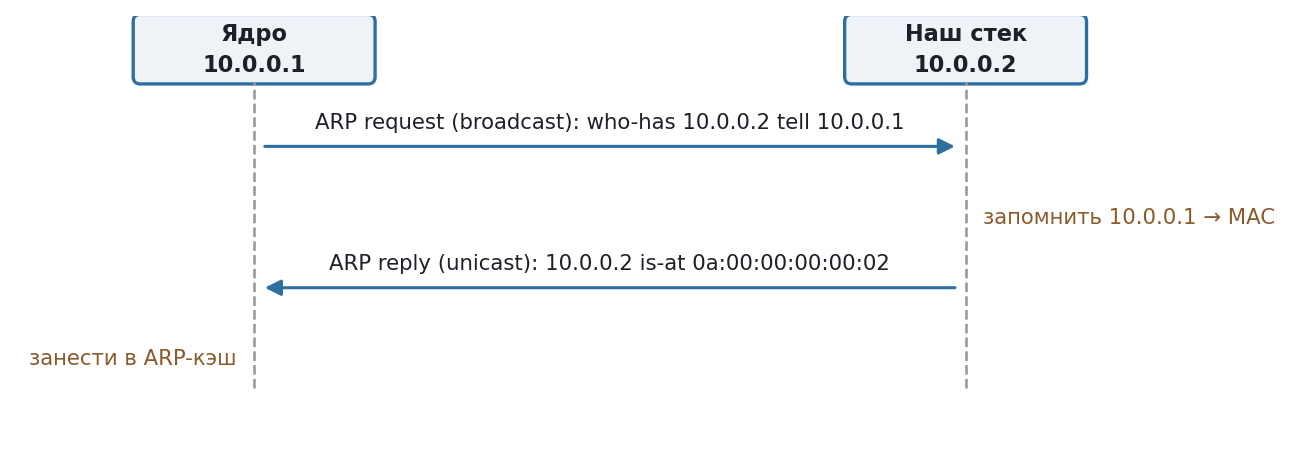 Ядро
10.0.0.1
Наш стек
10.0.0.2
ARP request (broadcast): who-has 10.0.0.2 tell 10.0.0.1
запомнить 10.0.0.1 → MAC
ARP reply (unicast): 10.0.0.2 is-at 0a:00:00:00:00:02
занести в ARP-кэш